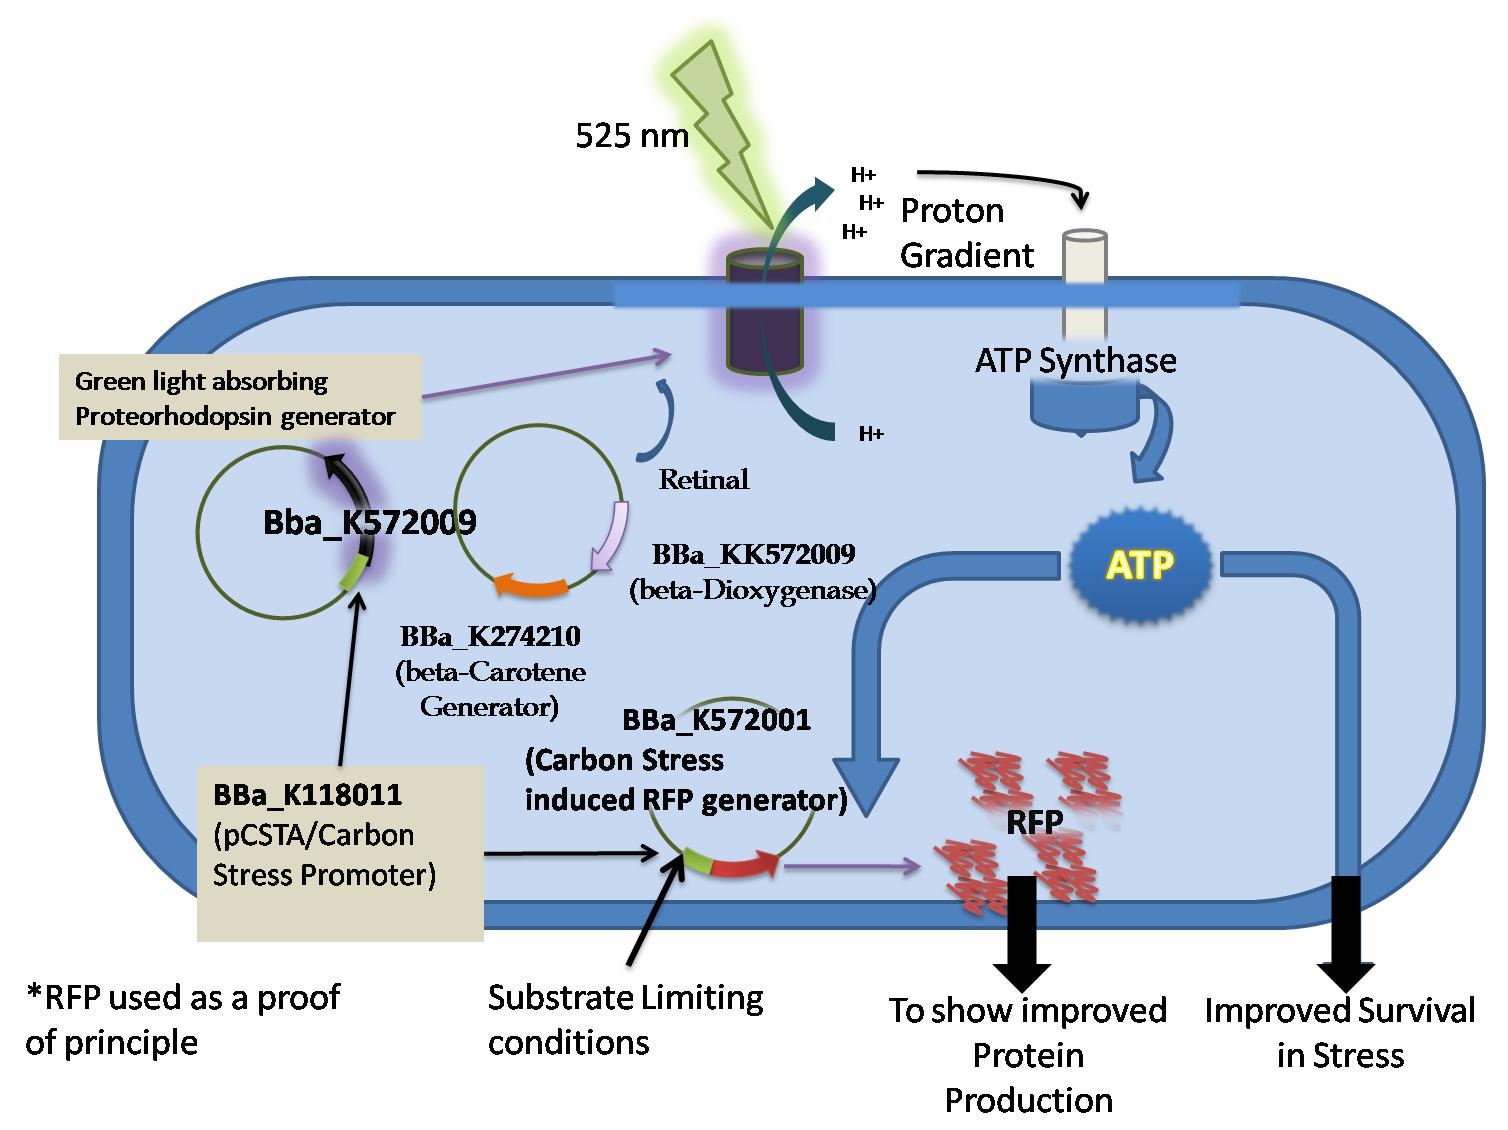 525 nm
H+
H+
H+
Proton
Gradient
ATP Synthase
Green light absorbing
Proteorhodopsin generator
H+
Retinal
Bba_K572009
BBa_KK572009
(beta-Dioxygenase)
ATP
BBa_K274210
(beta-Carotene
Generator)
BBa_K572001
(Carbon Stress
induced RFP generator)
BBa_K118011
(pCSTA/Carbon
Stress Promoter)
RFP
*RFP used as a proof
of principle
Substrate Limiting
conditions
To show improved
Protein
Production
Improved Survival
in Stress